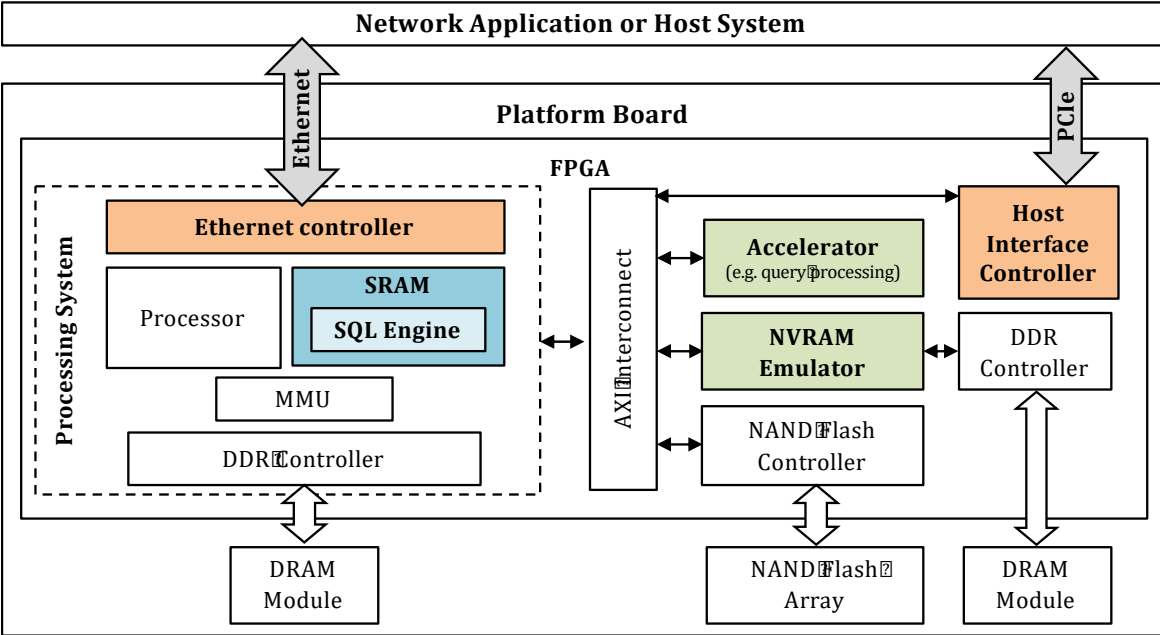 Network Application or Host System
Ethernet
PCIe
Platform Board
FPGA
Processing System
Ethernet controller
Processor
SRAM
SQL Engine
MMU
DDR Controller
AXI Interconnect
Accelerator
(e.g. query processing)
NVRAM
Emulator
NAND Flash
Controller
Host
Interface
Controller
DDR
Controller
DRAM
Module
NAND Flash
Array
DRAM
Module